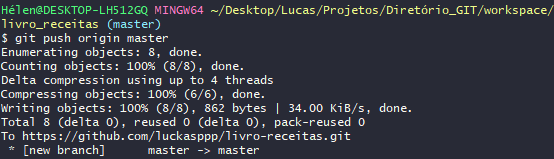 Hélen@DESKTOP-LH512GQ MINGW64 ~/Desktop/Lucas/Projetos/Diretório_GIT/workspace/
livro_receitas (master)
$ git push origin master
Enumerating objects: 8, done.
Counting objects: 100% (8/8), done.
Delta compression using up to 4 threads
Compressing objects: 100% (6/6), done.
Writing objects: 100% (8/8), 862 bytes | 34.00 KiB/s, done.
Total 8 (delta 0), reused 0 (delta 0), pack-reused 0
To https://github.com/luckasppp/livro-receitas.git
 * [new branch]      master -> master